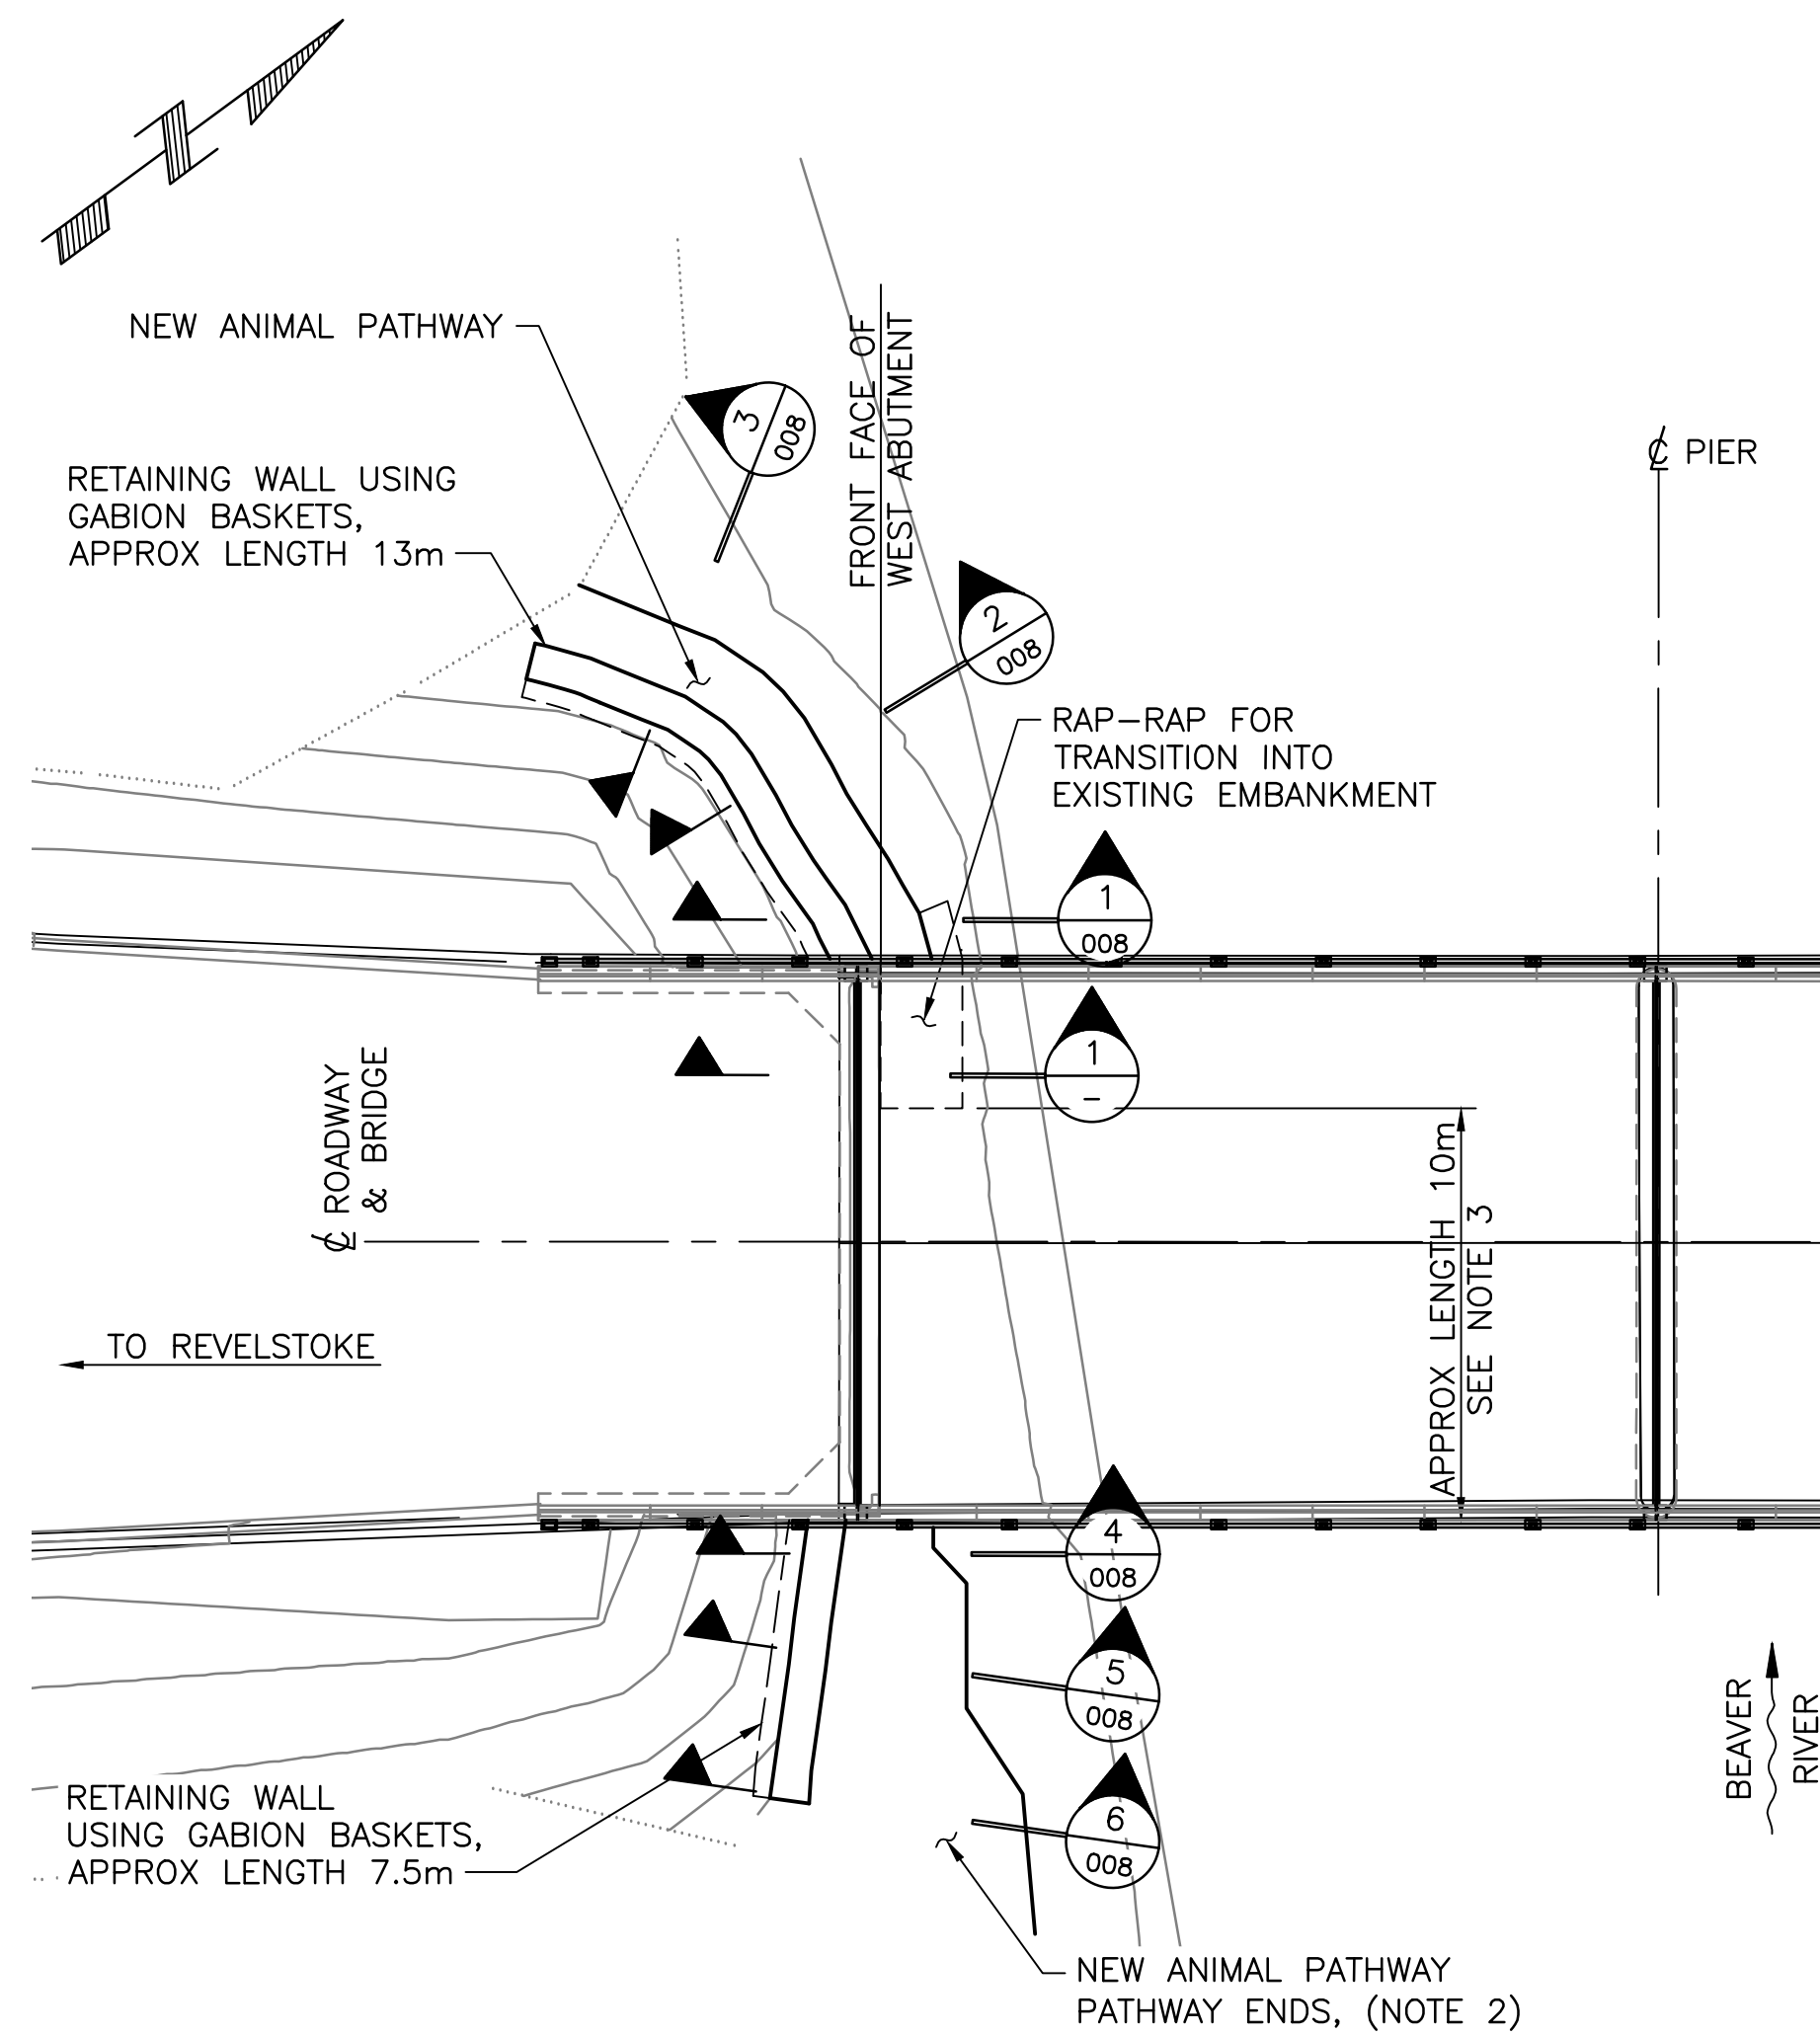 NEW ANIMAL PATHWAY
RETAINING WALL USING
GABION BASKETS,
APPROX LENGTH 13m
3
008
FRONT FACE OF
WEST ABUTMENT
℄ PIER
2
008
RAP-RAP FOR
TRANSITION INTO
EXISTING EMBANKMENT
1
008
1
-
℄ ROADWAY
& BRIDGE
APPROX LENGTH 10m
SEE NOTE 3
TO REVELSTOKE
4
008
5
008
6
008
BEAVER
RIVER
RETAINING WALL
USING GABION BASKETS,
APPROX LENGTH 7.5m
NEW ANIMAL PATHWAY
PATHWAY ENDS, (NOTE 2)